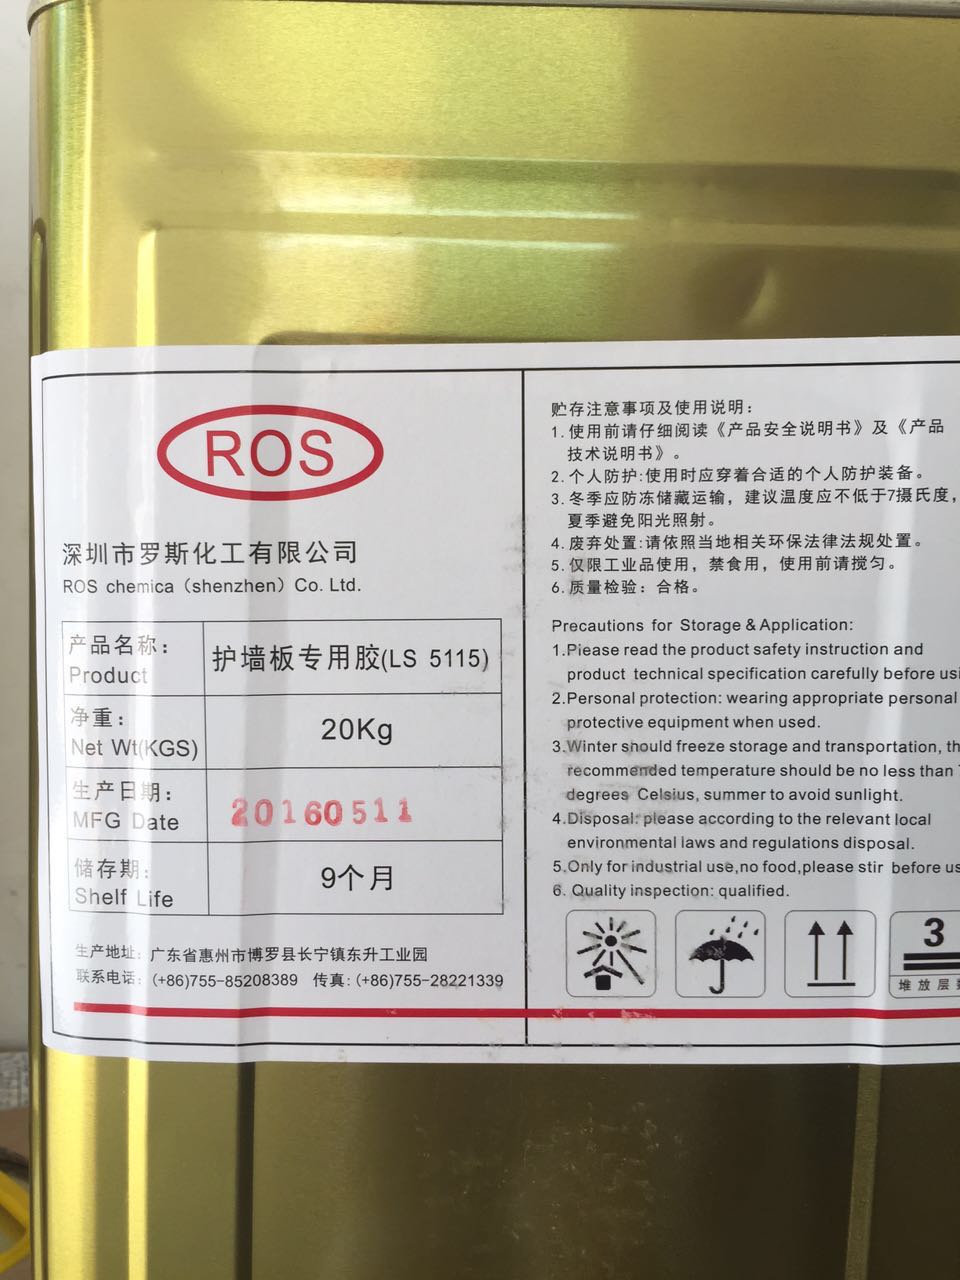 ROS
深圳市罗斯化工有限公司
ROS chemica (shenzhen) Co. Ltd.
产品名称：
Product
护墙板专用胶(LS 5115)
净重：
Net Wt(KGS)
20Kg
生产日期：
MFG Date
20160511
储存期：
Shelf Life
9个月
生产地址：广东省惠州市博罗县长宁镇东升工业园
联系电话：(+86)755-85208389 传真：(+86)755-28221339
贮存注意事项及使用说明：
1.使用前请仔细阅读《产品安全说明书》及《产品
技术说明书》。
2.个人防护:使用时应穿着合适的个人防护装备。
3.冬季应防冻储藏运输，建议温度应不低于7摄氏度，
夏季避免阳光照射。
4.废弃处置:请依照当地相关环保法律法规处置。
5.仅限工业品使用，禁食用，使用前请搅匀。
6.质量检验：合格。
Precautions for Storage & Application:
1.Piease read the product safety instruction and
product technical specification carefully before
2.Personal protection: wearing appropriate personal
protective equipment when used.
3.Winter should freeze storage and transportation,
recommended temperature should be no less than
degrees Celsius, summer to avoid sunlight.
4.Disposal: please according to the relevant local
environmental laws and regulations disposal.
5.Only for industrial use,no food,please stir before
6. Quality inspection: qualified.
3
堆放层